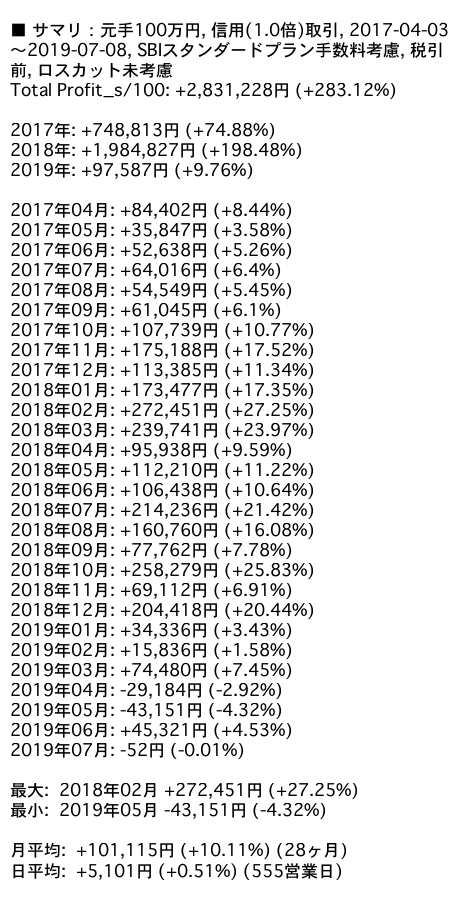 ■ サマリ：元手100万円, 信用(1.0倍)取引, 2017-04-03
～2019-07-08, SBIスタンダードプラン手数料考慮, 税引
前, ロスカット未考慮
Total Profit_s/100: +2,831,228円 (+283.12%)
2017年: +748,813円 (+74.88%)
2018年: +1,984,827円 (+198.48%)
2019年: +97,587円 (+9.76%)
2017年04月: +84,402円 (+8.44%)
2017年05月: +35,847円 (+3.58%)
2017年06月: +52,638円 (+5.26%)
2017年07月: +64,016円 (+6.4%)
2017年08月: +54,549円 (+5.45%)
2017年09月: +61,045円 (+6.1%)
2017年10月: +107,739円 (+10.77%)
2017年11月: +175,188円 (+17.52%)
2017年12月: +113,385円 (+11.34%)
2018年01月: +173,477円 (+17.35%)
2018年02月: +272,451円 (+27.25%)
2018年03月: +239,741円 (+23.97%)
2018年04月: +95,938円 (+9.59%)
2018年05月: +112,210円 (+11.22%)
2018年06月: +106,438円 (+10.64%)
2018年07月: +214,236円 (+21.42%)
2018年08月: +160,760円 (+16.08%)
2018年09月: +77,762円 (+7.78%)
2018年10月: +258,279円 (+25.83%)
2018年11月: +69,112円 (+6.91%)
2018年12月: +204,418円 (+20.44%)
2019年01月: +34,336円 (+3.43%)
2019年02月: +15,836円 (+1.58%)
2019年03月: +74,480円 (+7.45%)
2019年04月: -29,184円 (-2.92%)
2019年05月: -43,151円 (-4.32%)
2019年06月: +45,321円 (+4.53%)
2019年07月: -52円 (-0.01%)
最大: 2018年02月 +272,451円 (+27.25%)
最小: 2019年05月 -43,151円 (-4.32%)
月平均: +101,115円 (+10.11%) (28ヶ月)
日平均: +5,101円 (+0.51%) (555営業日)